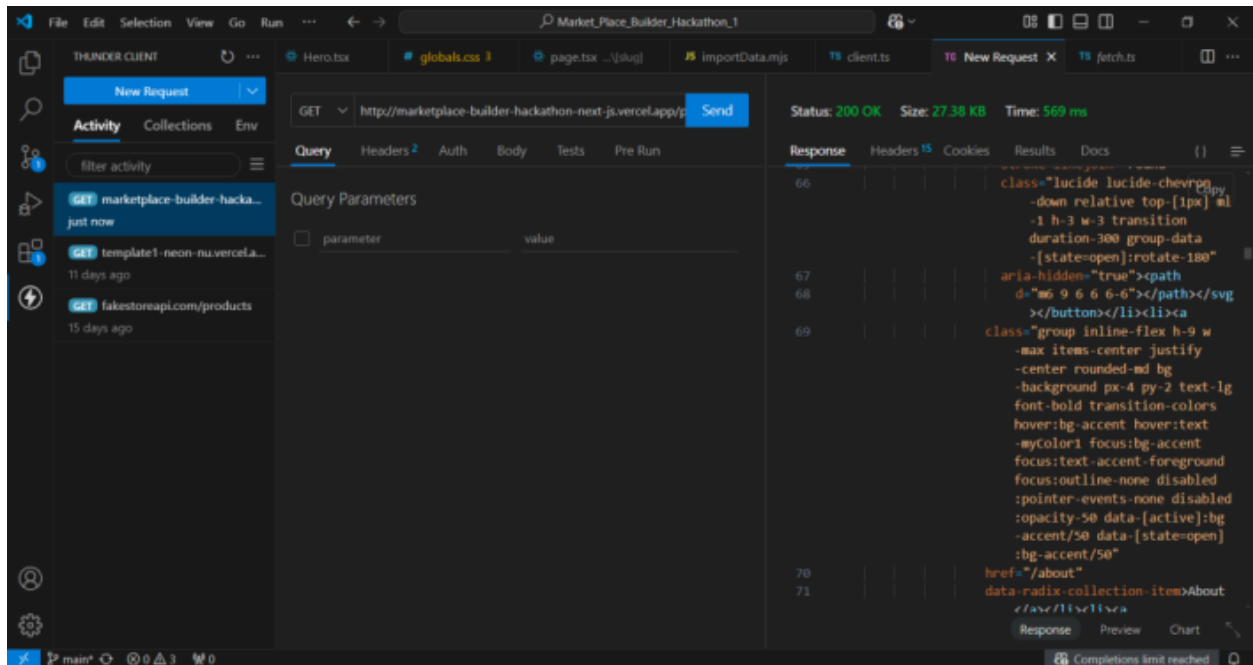 File Edit Selection View Go Run ... Market_Place_Builder_Hackathon_1
THUNDER CLIENT
New Request
Activity Collections Env
filter activity
GET marketplace-builder-hacka...
just now
GET template1-neon-nu.vercel.a...
11 days ago
GET fakestoreapi.com/products
15 days ago
Hero.tsx # globals.css 3 page.tsx ...\[slug] JS importData.mjs TS client.ts TC New Request TS fetch.ts
GET http://marketplace-builder-hackathon-next-js.vercel.app/p Send
Query Headers 2 Auth Body Tests Pre Run
Query Parameters
parameter value
Status: 200 OK Size: 27.38 KB Time: 569 ms
Response Headers 15 Cookies Results Docs { }
Copy
66 class="lucide lucide-chevron
-down relative top-[1px] ml
-1 h-3 w-3 transition
duration-300 group-data
-[state=open]:rotate-180"
67 aria-hidden="true"><path
68 d="m6 9 6 6 6-6"></path></svg
></button></li><li><a
69 class="group inline-flex h-9 w
-max items-center justify
-center rounded-md bg
-background px-4 py-2 text-lg
font-bold transition-colors
hover:bg-accent hover:text
-myColor1 focus:bg-accent
focus:text-accent-foreground
focus:outline-none disabled
:pointer-events-none disabled
:opacity-50 data-[active]:bg
-accent/50 data-[state=open]
:bg-accent/50"
70 href="/about"
71 data-radix-collection-item>About
</a></li><li><a
Response Preview Chart
main* 0 3 0 Completions limit reached